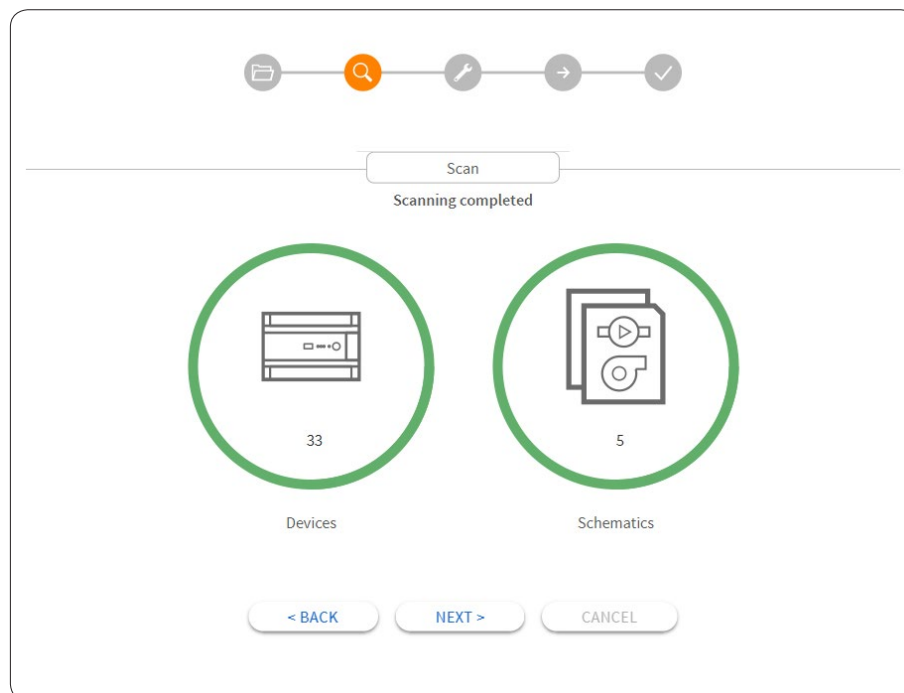 Scan
Scanning completed
33
5
Devices
Schematics
< BACK
NEXT >
CANCEL